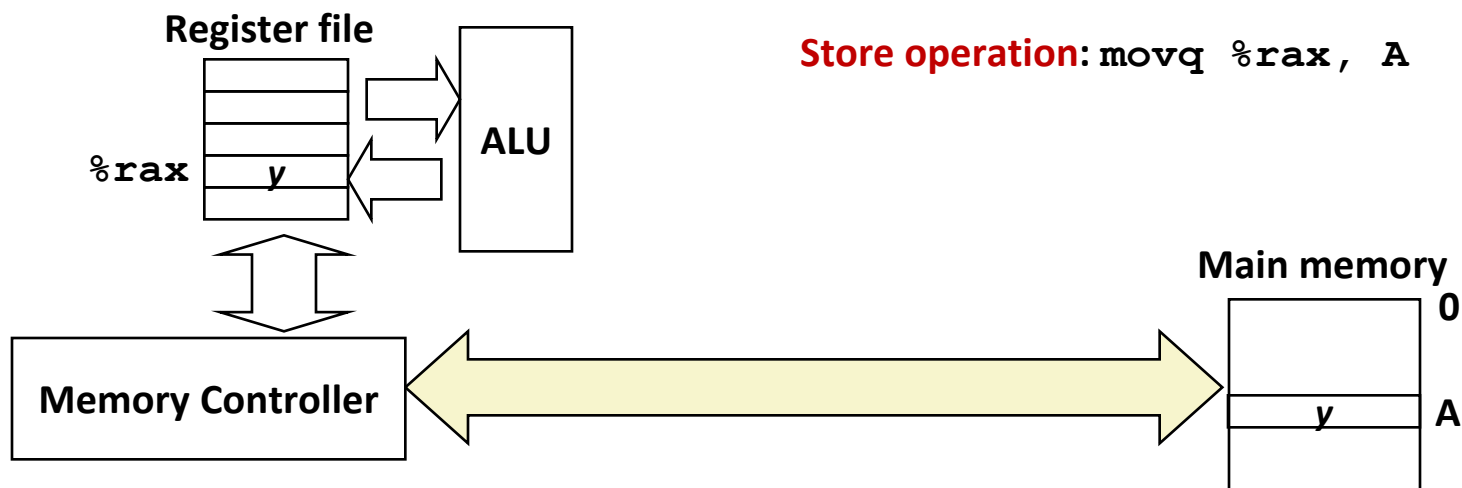 Register file
Store operation: movq %rax, A
ALU
%rax
y
Main memory
0
Memory Controller
y
A